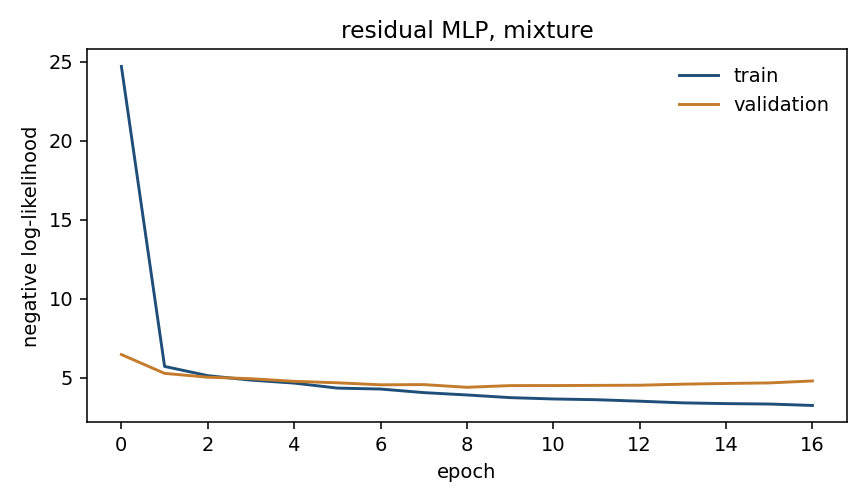 residual MLP, mixture
train
validation
negative log-likelihood
25
20
15
10
5
0 2 4 6 8 10 12 14 16
epoch